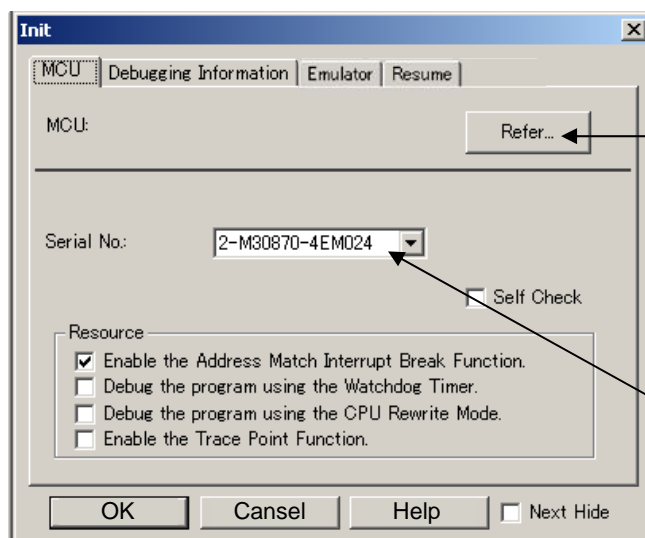 Init
MCU Debugging Information Emulator Resume
MCU:
Refer...
Serial No.: 2-M30870-4EM024
Self Check
Resource
Enable the Address Match Interrupt Break Function.
Debug the program using the Watchdog Timer.
Debug the program using the CPU Rewrite Mode.
Enable the Trace Point Function.
OK Cansel Help Next Hide